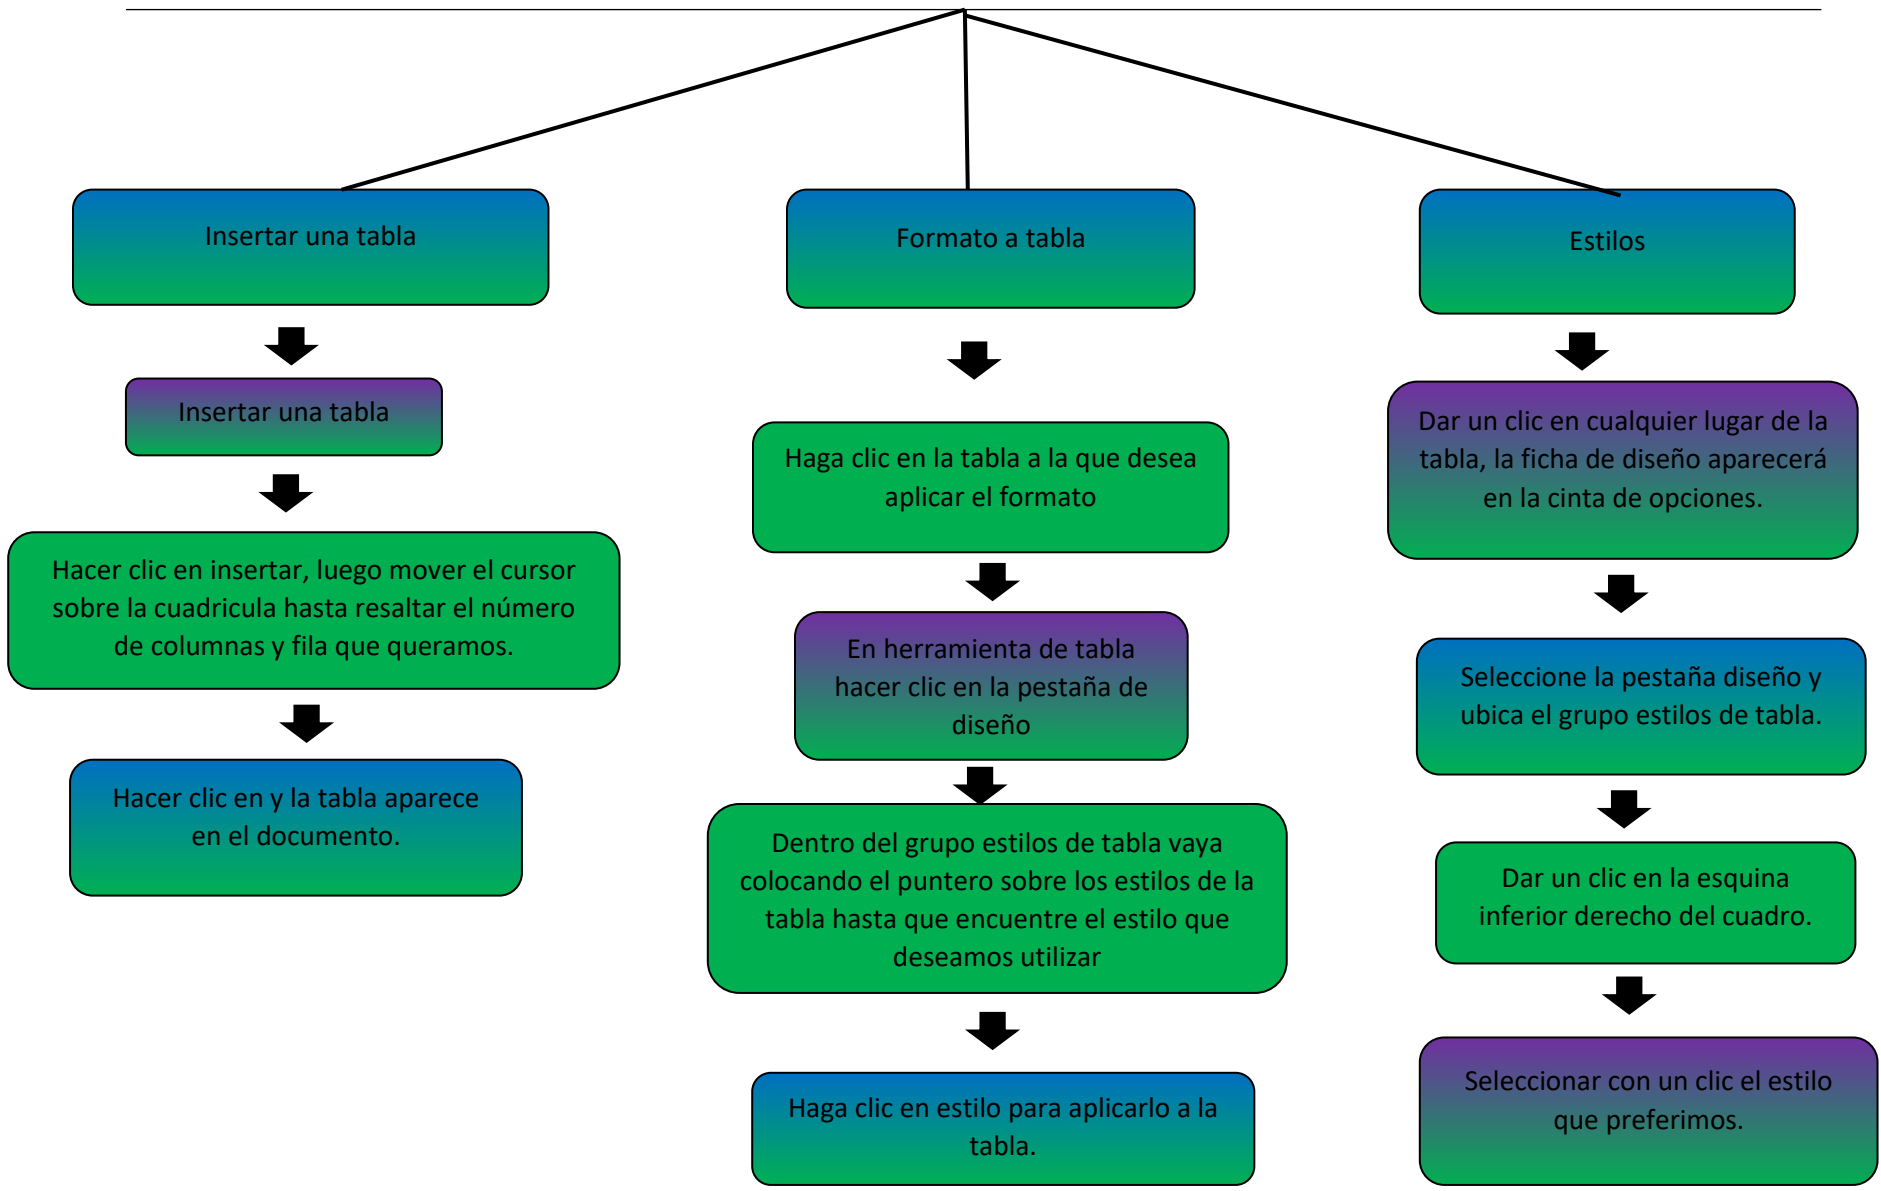 Insertar una tabla
Insertar una tabla
Hacer clic en insertar, luego mover el cursor
sobre la cuadricula hasta resaltar el número
de columnas y fila que queramos.
Hacer clic en y la tabla aparece
en el documento.
Formato a tabla
Haga clic en la tabla a la que desea
aplicar el formato
En herramienta de tabla
hacer clic en la pestaña de
diseño
Dentro del grupo estilos de tabla vaya
colocando el puntero sobre los estilos de la
tabla hasta que encuentre el estilo que
deseamos utilizar
Haga clic en estilo para aplicarlo a la
tabla.
Estilos
Dar un clic en cualquier lugar de la
tabla, la ficha de diseño aparecerá
en la cinta de opciones.
Seleccione la pestaña diseño y
ubica el grupo estilos de tabla.
Dar un clic en la esquina
inferior derecho del cuadro.
Seleccionar con un clic el estilo
que preferimos.